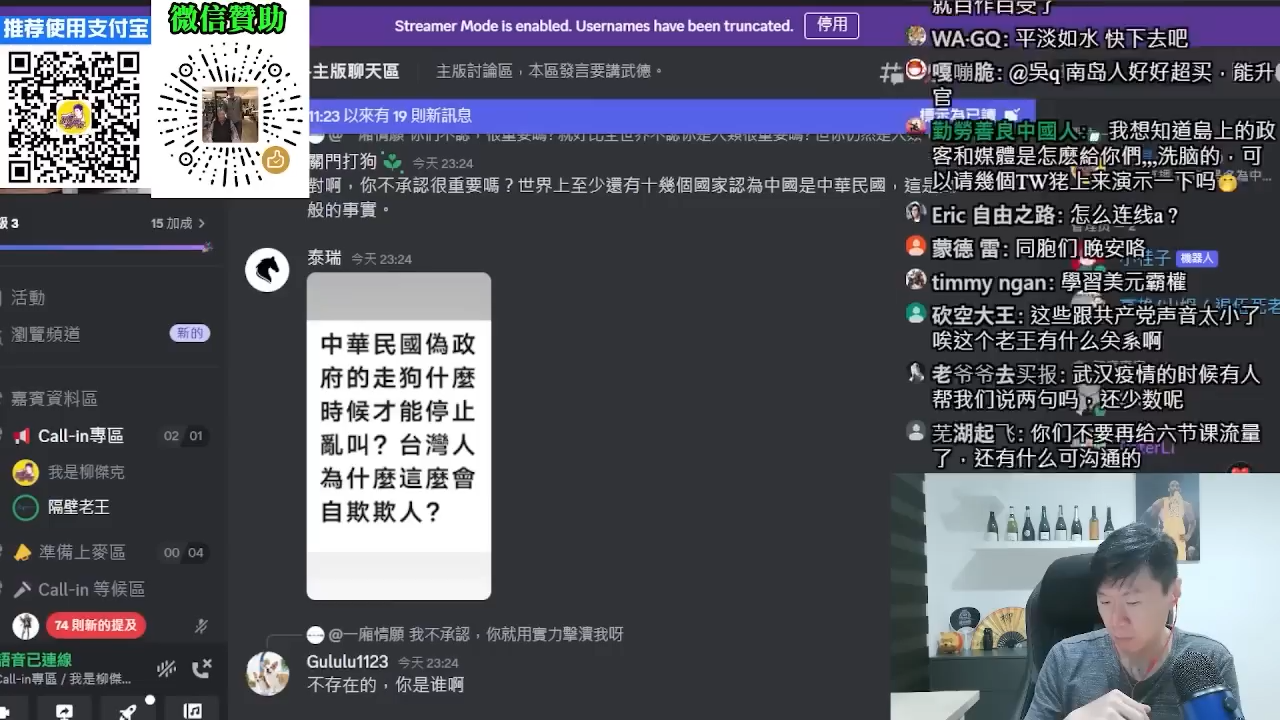 推荐使用支付宝
微信贊助
Streamer Mode is enabled. Usernames have been truncated.
停用
主版聊天區
主版討論區，本區發言要講武德。
11:23 以來有 19 則新訊息
標示為已讀
關門打狗
今天 23:24
對啊，你不承認很重要嗎？世界上至少還有十幾個國家認為中國是中華民國，這是
般的事實。
泰瑞
今天 23:24
中華民國偽政
府的走狗什麼
時候才能停止
亂叫？台灣人
為什麼這麼會
自欺欺人？
@一廂情願 我不承認，你就用實力擊潰我呀
Gululu1123
今天 23:24
不存在的，你是谁啊
級 3
15 加成
活動
瀏覽頻道
新的
嘉賓資料區
Call-in專區
02 01
我是柳傑克
隔壁老王
準備上麥區
00 04
Call-in 等候區
74 則新的提及
語音已連線
Call-in專區 / 我是柳傑...
就自作自受了
WA·GQ: 平淡如水 快下去吧
嘎嘣脆: @吳q 南岛人好好超买，能升
官
勤勞善良中國人: 我想知道島上的政
客和媒體是怎麽給你們,,,洗脑的，可
以请幾個TW㹴上来演示一下吗
Eric 自由之路: 怎么连线a？
蒙德 雷: 同胞们 晚安咯
小桂子
機器人
timmy ngan: 學習美元霸權
砍空大王: 这些跟共产党声音太小了
唉这个老王有什么关系啊
老爷爷去买报: 武汉疫情的时候有人
帮我们说两句吗，还少数呢
芜湖起飞: 你们不要再给六节课流量
了，还有什么可沟通的